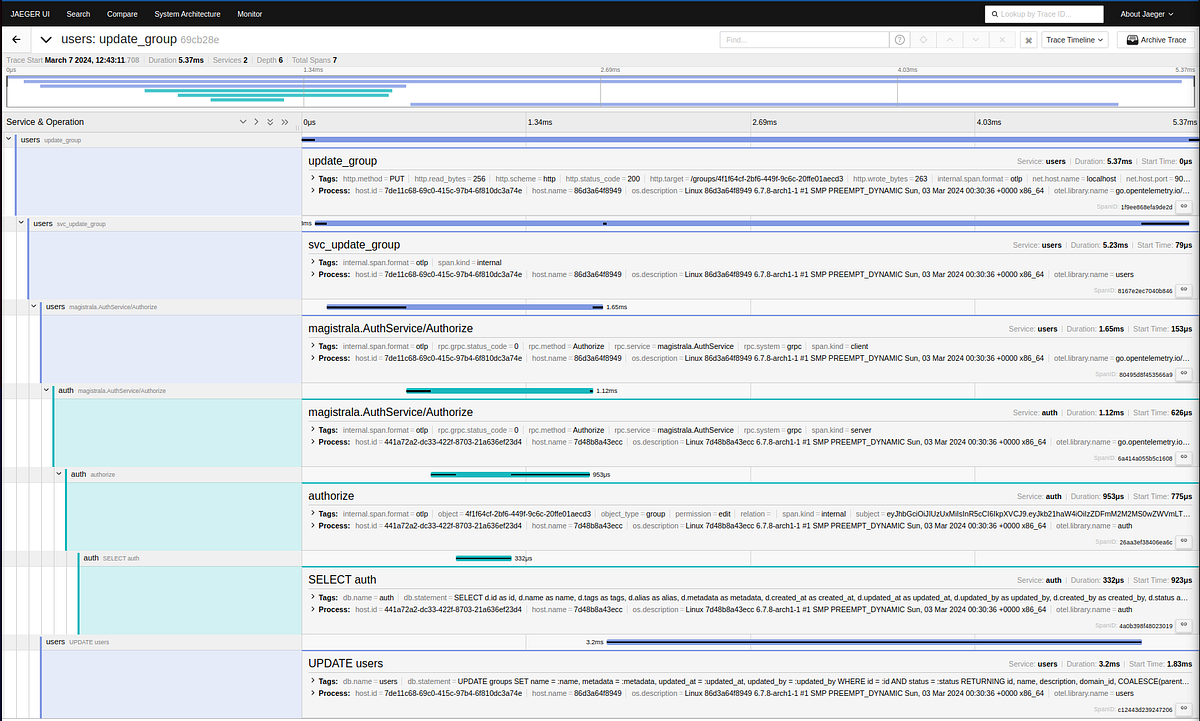 JAEGER UI Search Compare System Architecture Monitor Lookup by Trace ID... About Jaeger
users: update_group 69cb28e Find... Trace Timeline Archive Trace
Trace Start March 7 2024, 12:43:11.708 Duration 5.37ms Services 2 Depth 6 Total Spans 7
0μs 1.34ms 2.69ms 4.03ms 5.37ms
Service & Operation 0μs 1.34ms 2.69ms 4.03ms 5.37ms
users update_group
update_group Service: users Duration: 5.37ms Start Time: 0μs
Tags: http.method = PUT http.read_bytes = 256 http.scheme = http http.status_code = 200 http.target = /groups/4f1f64cf-2bf6-449f-9c6c-20ffe01aecd3 http.wrote_bytes = 263 internal.span.format = otlp net.host.name = localhost net.host.port = 90...
Process: host.id = 7de11c68-69c0-415c-97b4-6f810dc3a74e host.name = 86d3a64f8949 os.description = Linux 86d3a64f8949 6.7.8-arch1-1 #1 SMP PREEMPT_DYNAMIC Sun, 03 Mar 2024 00:30:36 +0000 x86_64 otel.library.name = go.opentelemetry.io/...
SpanID: 1f9ee868efa9de2d
users svc_update_group
svc_update_group Service: users Duration: 5.23ms Start Time: 79μs
Tags: internal.span.format = otlp span.kind = internal
Process: host.id = 7de11c68-69c0-415c-97b4-6f810dc3a74e host.name = 86d3a64f8949 os.description = Linux 86d3a64f8949 6.7.8-arch1-1 #1 SMP PREEMPT_DYNAMIC Sun, 03 Mar 2024 00:30:36 +0000 x86_64 otel.library.name = users
SpanID: 8167e2ec7040b846
users magistrala.AuthService/Authorize 1.65ms
magistrala.AuthService/Authorize Service: users Duration: 1.65ms Start Time: 153μs
Tags: internal.span.format = otlp rpc.grpc.status_code = 0 rpc.method = Authorize rpc.service = magistrala.AuthService rpc.system = grpc span.kind = client
Process: host.id = 7de11c68-69c0-415c-97b4-6f810dc3a74e host.name = 86d3a64f8949 os.description = Linux 86d3a64f8949 6.7.8-arch1-1 #1 SMP PREEMPT_DYNAMIC Sun, 03 Mar 2024 00:30:36 +0000 x86_64 otel.library.name = go.opentelemetry.io/...
SpanID: 80495d8f453566a9
auth magistrala.AuthService/Authorize 1.12ms
magistrala.AuthService/Authorize Service: auth Duration: 1.12ms Start Time: 626μs
Tags: internal.span.format = otlp rpc.grpc.status_code = 0 rpc.method = Authorize rpc.service = magistrala.AuthService rpc.system = grpc span.kind = server
Process: host.id = 441a72a2-dc33-422f-8703-21a636ef23d4 host.name = 7d48b8a43ecc os.description = Linux 7d48b8a43ecc 6.7.8-arch1-1 #1 SMP PREEMPT_DYNAMIC Sun, 03 Mar 2024 00:30:36 +0000 x86_64 otel.library.name = go.opentelemetry.io...
SpanID: 6a414a055b5c1608
auth authorize 953μs
authorize Service: auth Duration: 953μs Start Time: 775μs
Tags: internal.span.format = otlp object = 4f1f64cf-2bf6-449f-9c6c-20ffe01aecd3 object_type = group permission = edit relation = span.kind = internal subject =
Process: host.id = 441a72a2-dc33-422f-8703-21a636ef23d4 host.name = 7d48b8a43ecc os.description = Linux 7d48b8a43ecc 6.7.8-arch1-1 #1 SMP PREEMPT_DYNAMIC Sun, 03 Mar 2024 00:30:36 +0000 x86_64 otel.library.name = auth
SpanID: 26aa3ef38406ea6c
auth SELECT auth 332μs
SELECT auth Service: auth Duration: 332μs Start Time: 923μs
Tags: db.name = auth db.statement = SELECT d.id as id, d.name as name, d.tags as tags, d.alias as alias, d.metadata as metadata, d.created_at as created_at, d.updated_at as updated_at, d.updated_by as updated_by, d.created_by as created_by, d.status a...
Process: host.id = 441a72a2-dc33-422f-8703-21a636ef23d4 host.name = 7d48b8a43ecc os.description = Linux 7d48b8a43ecc 6.7.8-arch1-1 #1 SMP PREEMPT_DYNAMIC Sun, 03 Mar 2024 00:30:36 +0000 x86_64 otel.library.name = auth
SpanID: 4a0b398f48023019
users UPDATE users 3.2ms
UPDATE users Service: users Duration: 3.2ms Start Time: 1.83ms
Tags: db.name = users db.statement = UPDATE groups SET name = :name, metadata = :metadata, updated_at = :updated_at, updated_by = :updated_by WHERE id = :id AND status = :status RETURNING id, name, description, domain_id, COALESCE(parent...
Process: host.id = 7de11c68-69c0-415c-97b4-6f810dc3a74e host.name = 86d3a64f8949 os.description = Linux 86d3a64f8949 6.7.8-arch1-1 #1 SMP PREEMPT_DYNAMIC Sun, 03 Mar 2024 00:30:36 +0000 x86_64 otel.library.name = users
SpanID: c12443d239247206